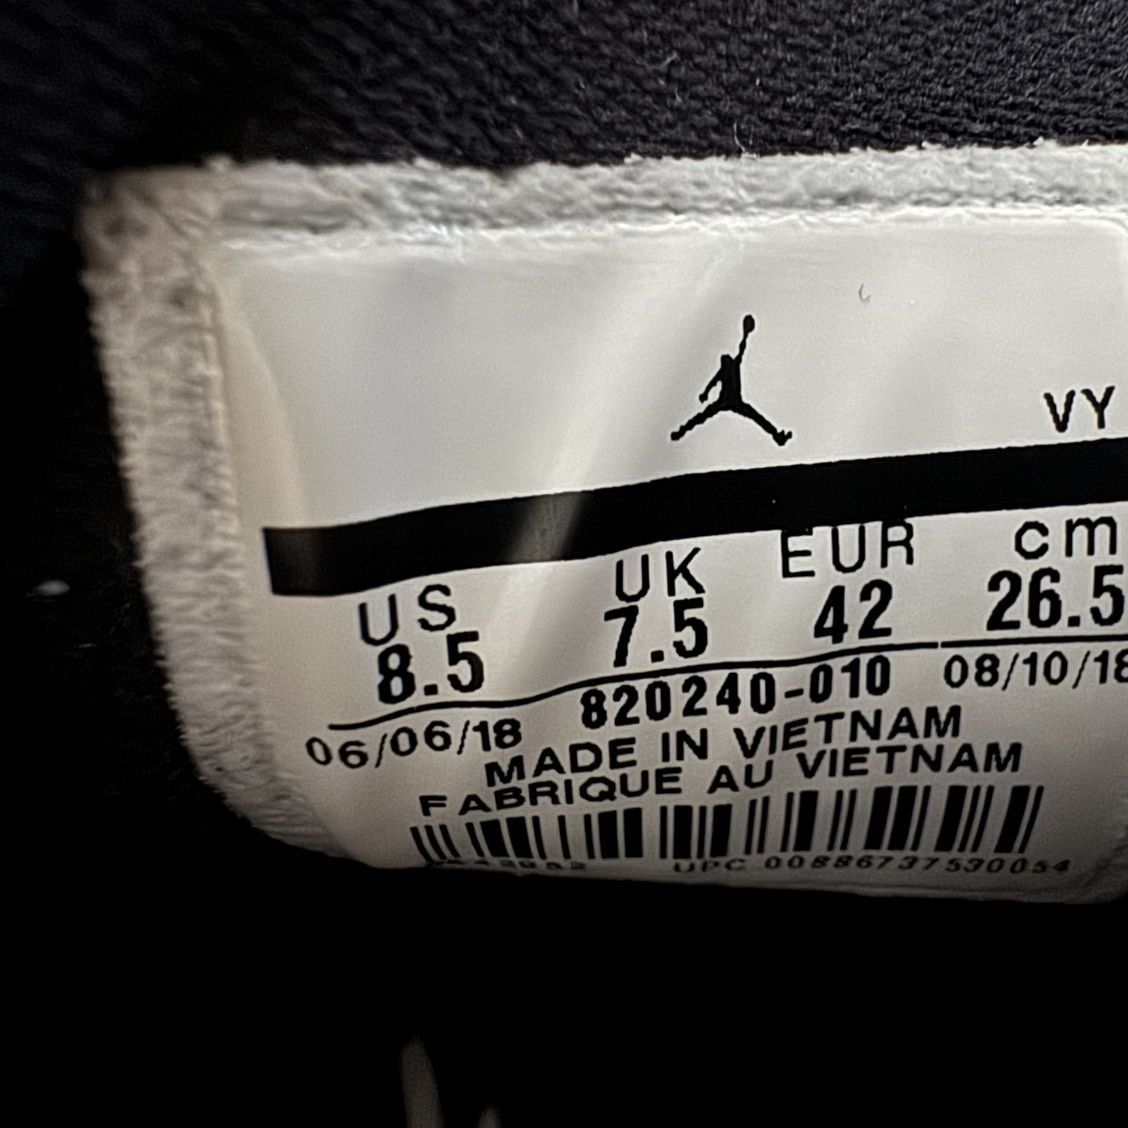 VY
US UK EUR cm
8.5 7.5 42 26.5
06/06/18 820240-010 08/10/18
MADE IN VIETNAM
FABRIQUE AU VIETNAM
UPC 00886737530054